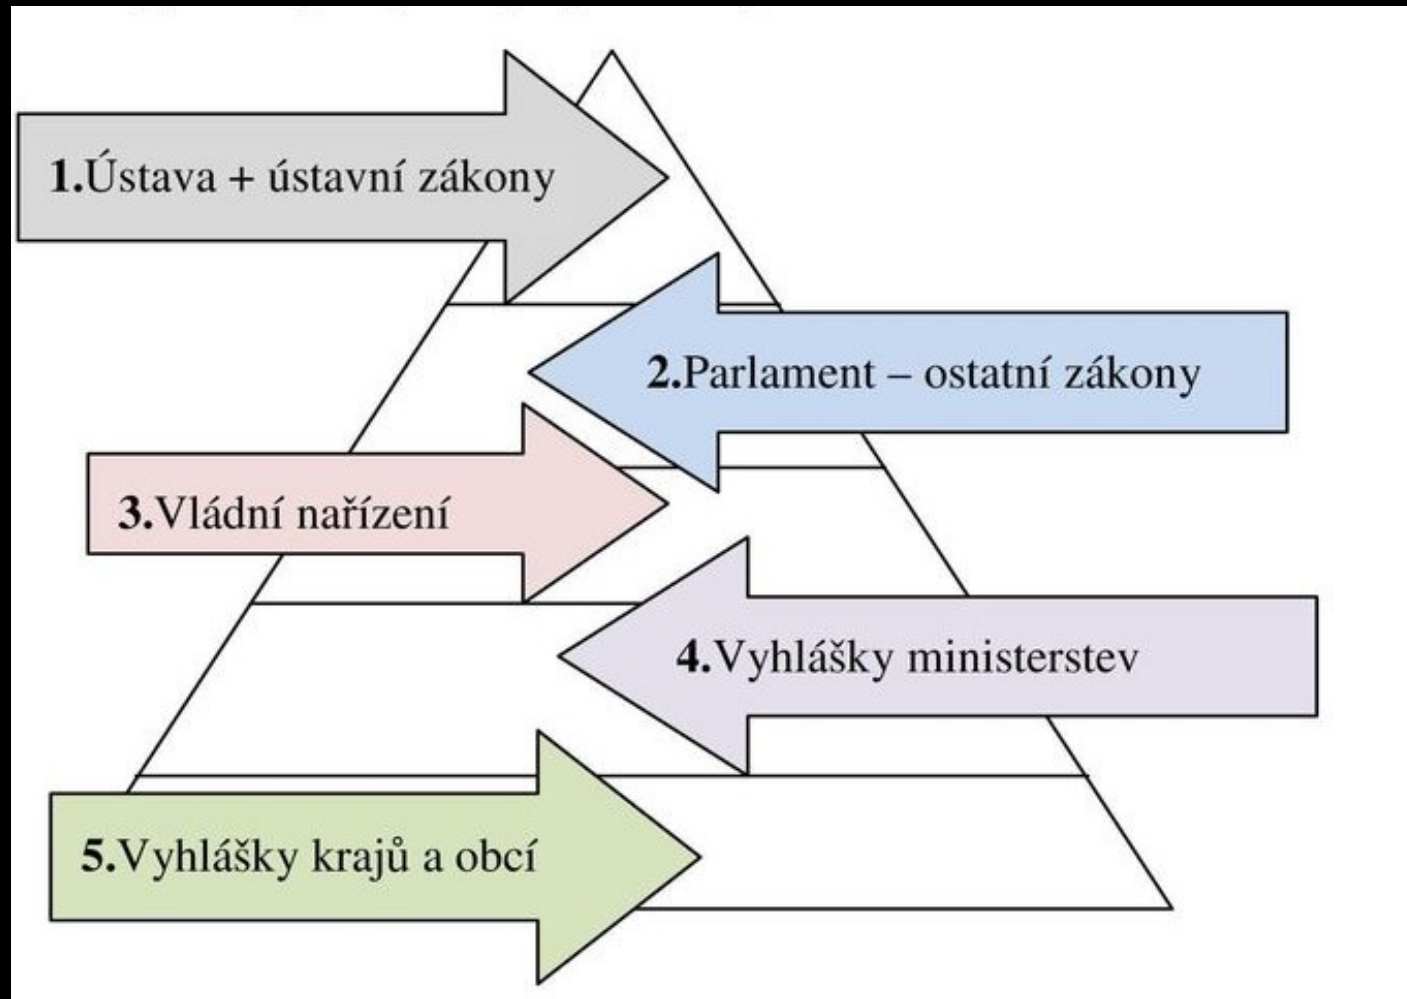 1.Ústava + ústavní zákony
2.Parlament – ostatní zákony
3.Vládní nařízení
4.Vyhlášky ministerstev
5.Vyhlášky krajů a obcí